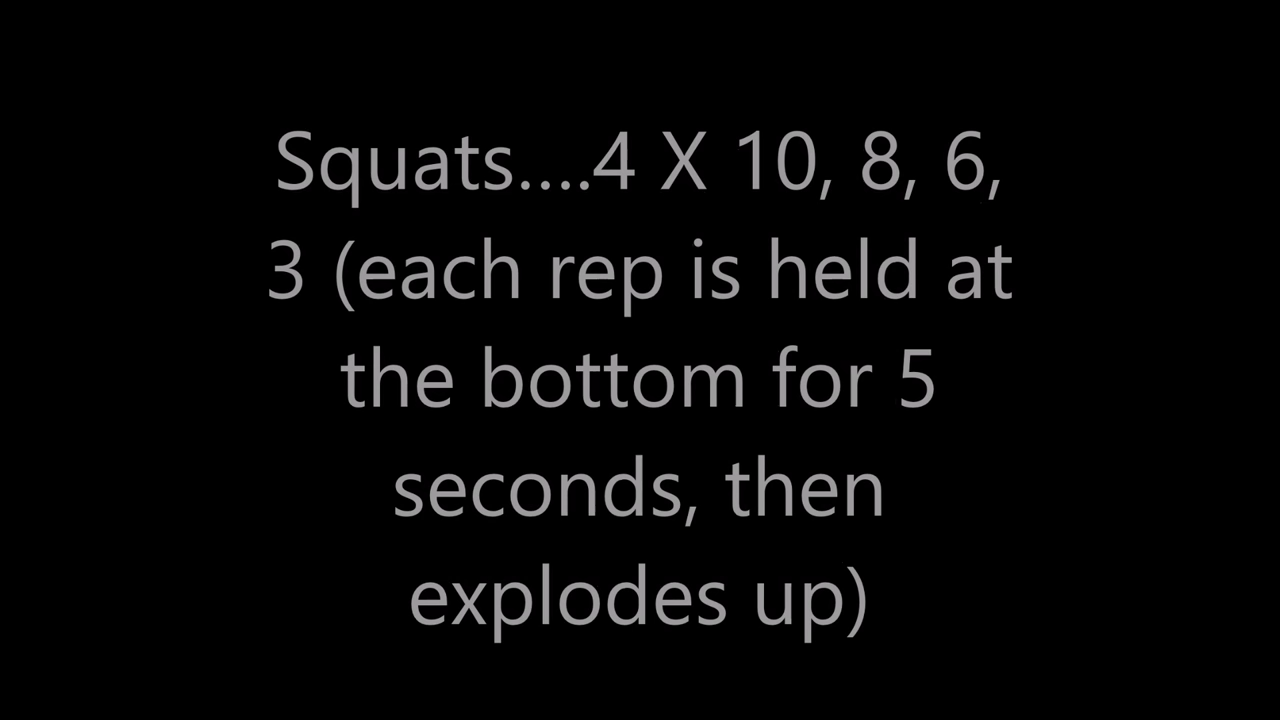 Squats....4 X 10, 8, 6,
3 (each rep is held at
the bottom for 5
seconds, then
explodes up)